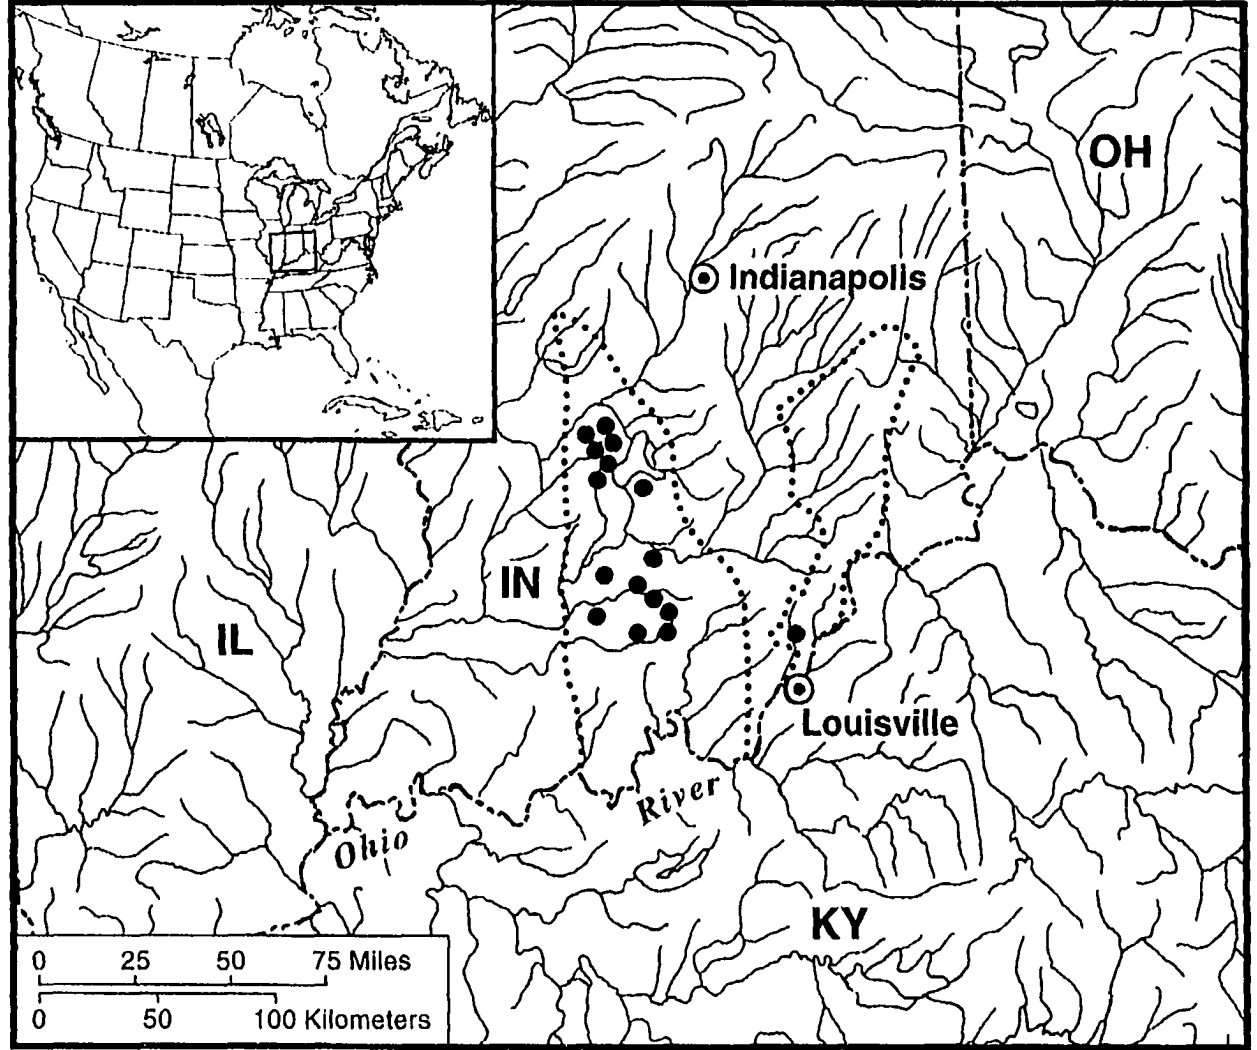 OH
Indianapolis
IN
IL
Louisville
River
Ohio
KY
0 25 50 75 Miles
0 50 100 Kilometers